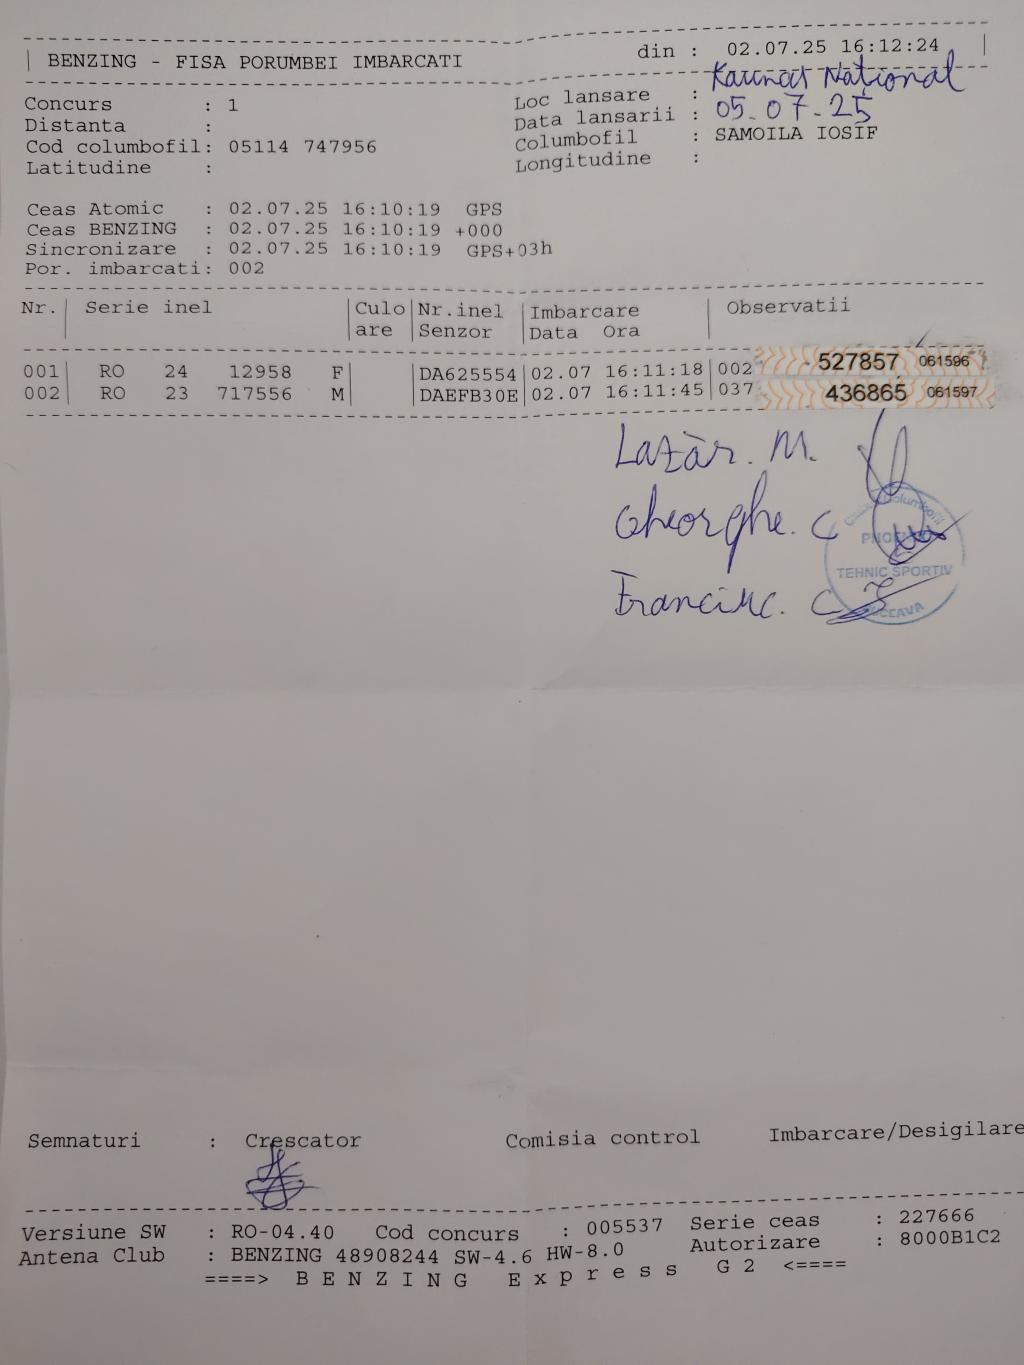 BENZING - FISA PORUMBEI IMBARCATI din : 02.07.25 16:12:24
Concurs : 1 Loc lansare : Kaunas Național
Distanta : Data lansarii : 05.07.25
Cod columbofil: 05114 747956 Columbofil : SAMOILA IOSIF
Latitudine : Longitudine :
Ceas Atomic : 02.07.25 16:10:19 GPS
Ceas BENZING : 02.07.25 16:10:19 +000
Sincronizare : 02.07.25 16:10:19 GPS+03h
Por. imbarcati: 002
Nr. Serie inel Culo Nr.inel Imbarcare Observatii
are Senzor Data Ora
001 RO 24 12958 F DA625554 02.07 16:11:18 002 527857 061596
002 RO 23 717556 M DAEFB30E 02.07 16:11:45 037 436865 061597
Lazăr. M.
Gheorghe. C
Francisc. C
TEHNIC SPORTIV
SUCEAVA
Semnaturi : Crescator Comisia control Imbarcare/Desigilare
Versiune SW : RO-04.40 Cod concurs : 005537 Serie ceas : 227666
Antena Club : BENZING 48908244 SW-4.6 HW-8.0 Autorizare : 8000B1C2
====> B E N Z I N G E x p r e s s G 2 <====